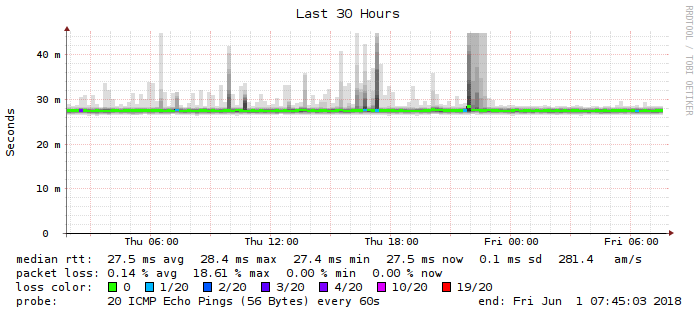 Last 30 Hours
RRDTOOL / TOBI OETIKER
Seconds
40 m
30 m
20 m
10 m
0
Thu 06:00 Thu 12:00 Thu 18:00 Fri 00:00 Fri 06:00
median rtt: 27.5 ms avg 28.4 ms max 27.4 ms min 27.5 ms now 0.1 ms sd 281.4 am/s
packet loss: 0.14 % avg 18.61 % max 0.00 % min 0.00 % now
loss color: 0 1/20 2/20 3/20 4/20 10/20 19/20
probe: 20 ICMP Echo Pings (56 Bytes) every 60s end: Fri Jun 1 07:45:03 2018